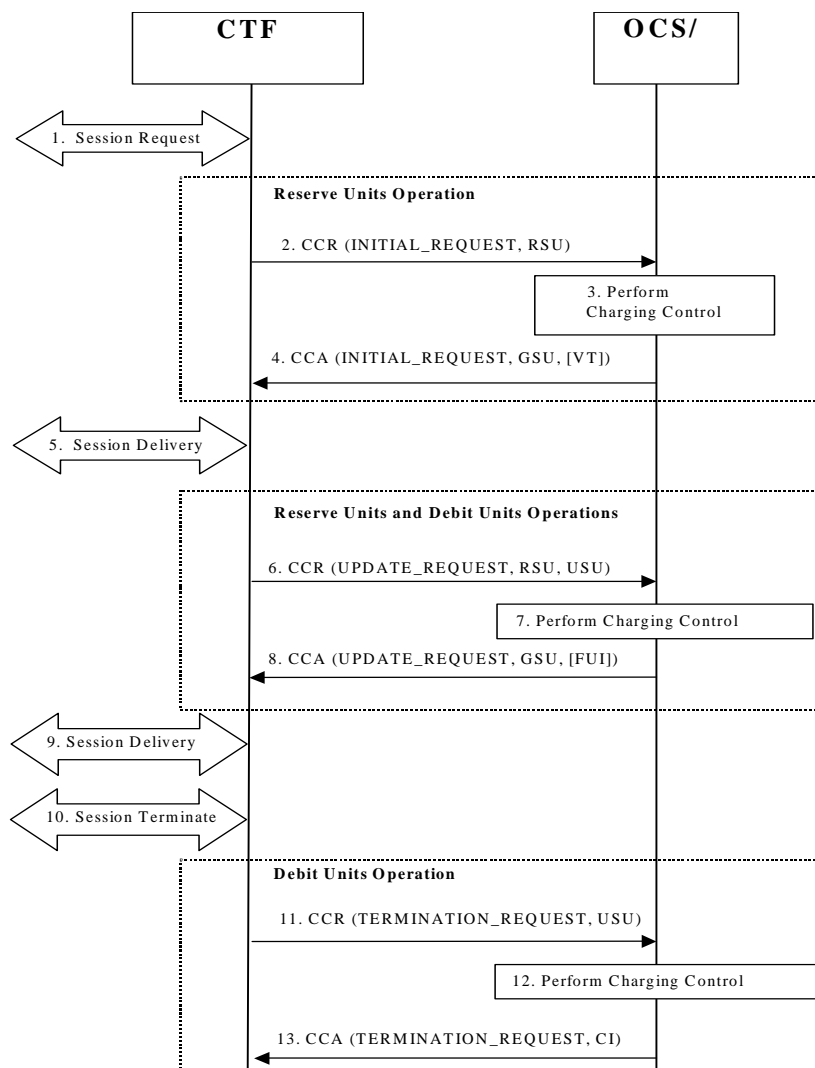 CTF
OCS/
1. Session Request
Reserve Units Operation
2. CCR (INITIAL_REQUEST, RSU)
3. Perform
Charging Control
4. CCA (INITIAL_REQUEST, GSU, [VT])
5. Session Delivery
Reserve Units and Debit Units Operations
6. CCR (UPDATE_REQUEST, RSU, USU)
7. Perform Charging Control
8. CCA (UPDATE_REQUEST, GSU, [FUI])
9. Session Delivery
10. Session Terminate
Debit Units Operation
11. CCR (TERMINATION_REQUEST, USU)
12. Perform Charging Control
13. CCA (TERMINATION_REQUEST, CI)